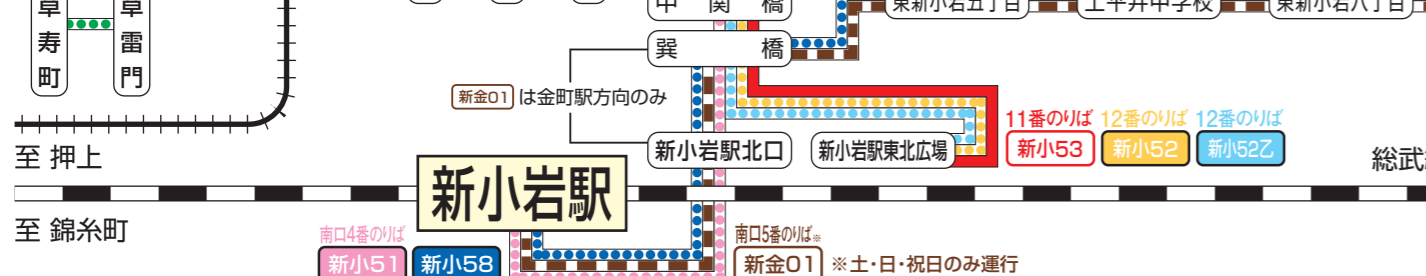 草寿町
草雷門
中関橋
東新小岩五丁目
上平井中学校
東新小岩八丁目
巽橋
新金01 は金町駅方向のみ
11番のりば 12番のりば 12番のりば
新小53 新小52 新小52乙
新小岩駅北口
新小岩駅東北広場
至 押上
総武
新小岩駅
至 錦糸町
南口4番のりば
新小51 新小58
南口5番のりば※
新金01 ※土・日・祝日のみ運行